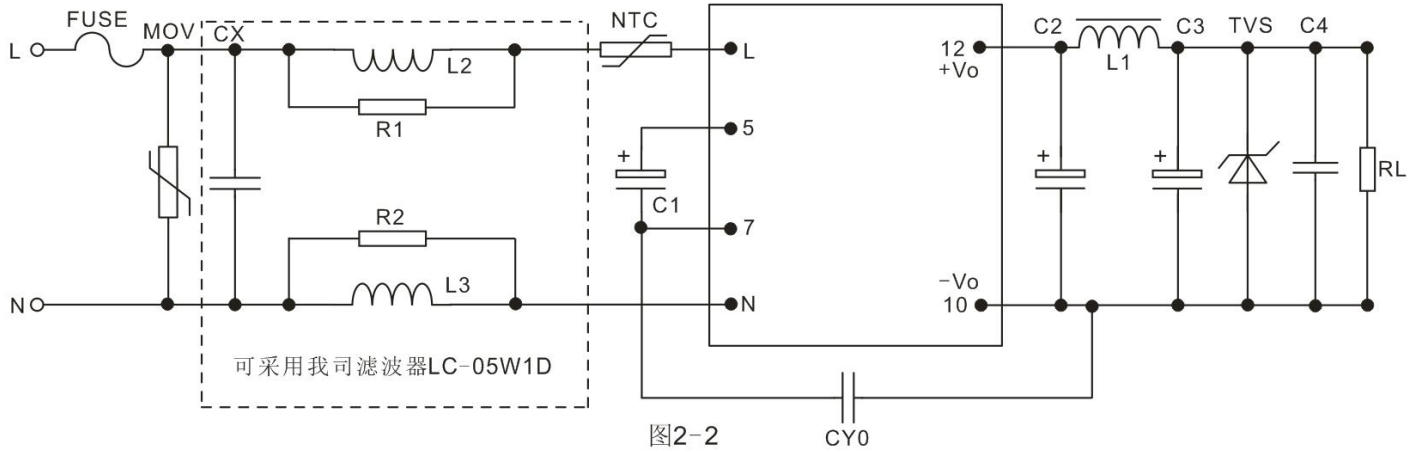 FUSE
MOV
CX
NTC
C2
C3
TVS
C4
L
L2
L
12
+Vo
L1
R1
5
+
C1
+
+
RL
R2
7
L3
-Vo
N
N
10
可采用我司滤波器LC-05W1D
CY0
图2-2